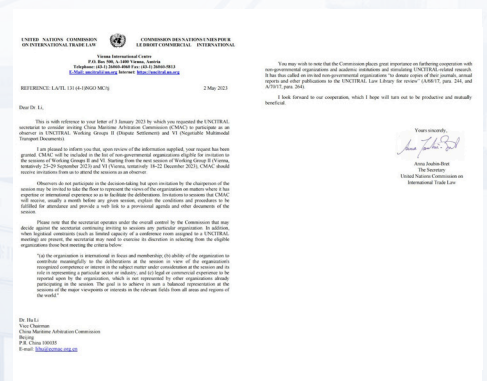 UNITED NATIONS COMMISSION
ON INTERNATIONAL TRADE LAW
COMMISSION DES NATIONS UNIES POUR
LE DROIT COMMERCIAL INTERNATIONAL
Vienna International Centre
P.O. Box 500, A-1400 Vienna, Austria
Telephone: (43-1) 26060-4060 Fax: (43-1) 26060-5813
E-Mail: uncitral@un.org Internet: https://uncitral.un.org
REFERENCE: LA/TL 131 (4-1)NGO MC/ij
2 May 2023
Dear Dr. Li,
This is with reference to your letter of 3 January 2023 by which you requested the UNCITRAL
secretariat to consider inviting China Maritime Arbitration Commission (CMAC) to participate as an
observer in UNCITRAL Working Groups II (Dispute Settlement) and VI (Negotiable Multimodal
Transport Documents).
I am pleased to inform you that, upon review of the information supplied, your request has been
granted. CMAC will be included in the list of non-governmental organizations eligible for invitation to
the sessions of Working Groups II and VI. Starting from the next session of Working Group II (Vienna,
tentatively 25-29 September 2023) and VI (Vienna, tentatively 18-22 December 2023), CMAC should
receive invitations from us to attend the sessions as an observer.
Observers do not participate in the decision-taking but upon invitation by the chairperson of the
session may be invited to take the floor to represent the views of the organization on matters where it has
expertise or international experience so as to facilitate the deliberations. Invitations to sessions that CMAC
will receive, usually a month before any given session, explain the conditions and procedures to be
fulfilled for attendance and provide a web link to a provisional agenda and other documents of the
session.
Please note that the secretariat operates under the overall control by the Commission that may
decide against the secretariat continuing to invite any particular organization. In addition,
when logistical constraints (such as limited capacity of a conference room assigned to a UNCITRAL
meeting) are present, the secretariat may need to exercise its discretion in selecting from the eligible
organizations those best meeting the criteria below:
"(a) the organization is international in focus and membership; (b) ability of the organization to
contribute meaningfully to the deliberations at the session in view of the organization's
recognized competence or interest in the subject matter under consideration at the session and its
role in representing a particular sector or industry, and (c) legal or commercial experience to be
reported upon by the organization, which is not represented by other organizations already
participating in the session. The goal is to achieve in sum a balanced representation at the
sessions of the major viewpoints or interests in the relevant fields from all areas and regions of
the world."
Dr. Hu Li
Vice Chairman
China Maritime Arbitration Commission
Beijing
P.R. China 100035
You may wish to note that the Commission places great importance on furthering cooperation with
non-governmental organizations and academic institutions and stimulating UNCITRAL-related research.
It has thus called on invited non-governmental organizations "to donate copies of their journals, annual
reports and other publications to the UNCITRAL Law Library for review" (A/68/17, para. 244, and
A/70/17, para. 264).
I look forward to our cooperation, which I hope will turn out to be productive and mutually
beneficial.
Yours sincerely,
Anna Joubin-Bret
The Secretary
United Nations Commission on
International Trade Law